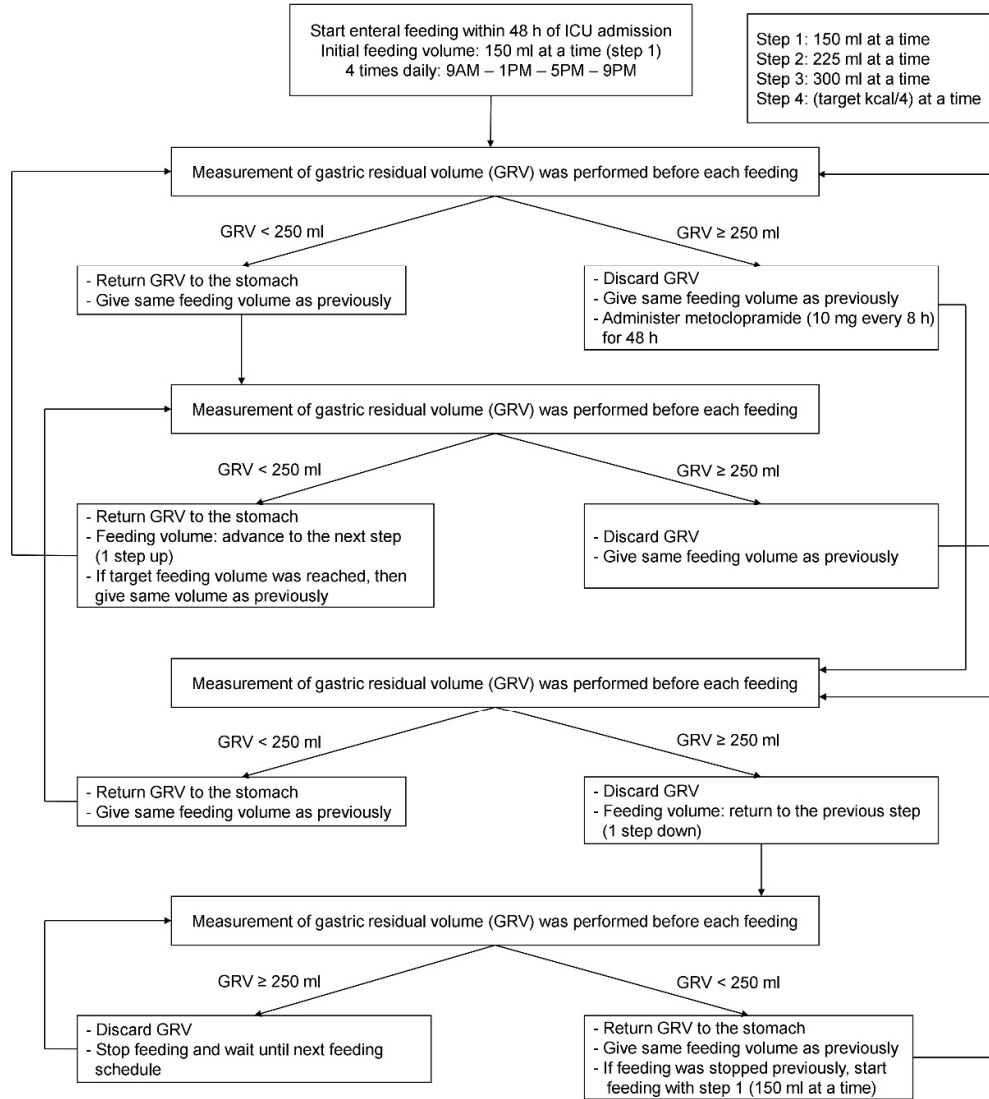 Start enteral feeding within 48 h of ICU admission
Initial feeding volume: 150 ml at a time (step 1)
4 times daily: 9AM – 1PM – 5PM – 9PM
Step 1: 150 ml at a time
Step 2: 225 ml at a time
Step 3: 300 ml at a time
Step 4: (target kcal/4) at a time
Measurement of gastric residual volume (GRV) was performed before each feeding
GRV < 250 ml
GRV ≥ 250 ml
- Return GRV to the stomach
- Give same feeding volume as previously
- Discard GRV
- Give same feeding volume as previously
- Administer metoclopramide (10 mg every 8 h)
for 48 h
Measurement of gastric residual volume (GRV) was performed before each feeding
GRV < 250 ml
GRV ≥ 250 ml
- Return GRV to the stomach
- Feeding volume: advance to the next step
(1 step up)
- If target feeding volume was reached, then
give same volume as previously
- Discard GRV
- Give same feeding volume as previously
Measurement of gastric residual volume (GRV) was performed before each feeding
GRV < 250 ml
GRV ≥ 250 ml
- Return GRV to the stomach
- Give same feeding volume as previously
- Discard GRV
- Feeding volume: return to the previous step
(1 step down)
Measurement of gastric residual volume (GRV) was performed before each feeding
GRV ≥ 250 ml
GRV < 250 ml
- Discard GRV
- Stop feeding and wait until next feeding
schedule
- Return GRV to the stomach
- Give same feeding volume as previously
- If feeding was stopped previously, start
feeding with step 1 (150 ml at a time)